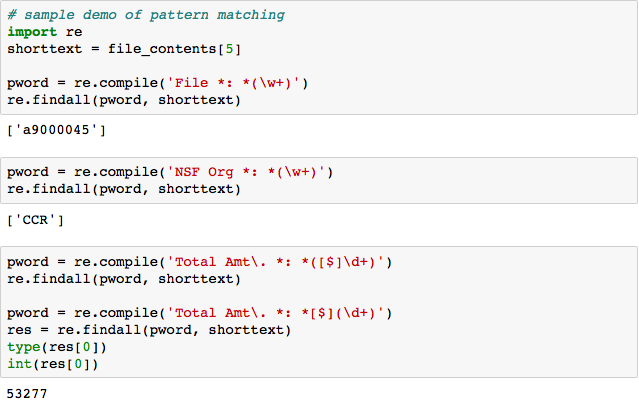 # sample demo of pattern matching
import re
shorttext = file_contents[5]
pword = re.compile('File *: *(\w+)')
re.findall(pword, shorttext)
['a9000045']
pword = re.compile('NSF Org *: *(\w+)')
re.findall(pword, shorttext)
['CCR']
pword = re.compile('Total Amt\. *: *([$]\d+)')
re.findall(pword, shorttext)
pword = re.compile('Total Amt\. *: *[$](\d+)')
res = re.findall(pword, shorttext)
type(res[0])
int(res[0])
53277